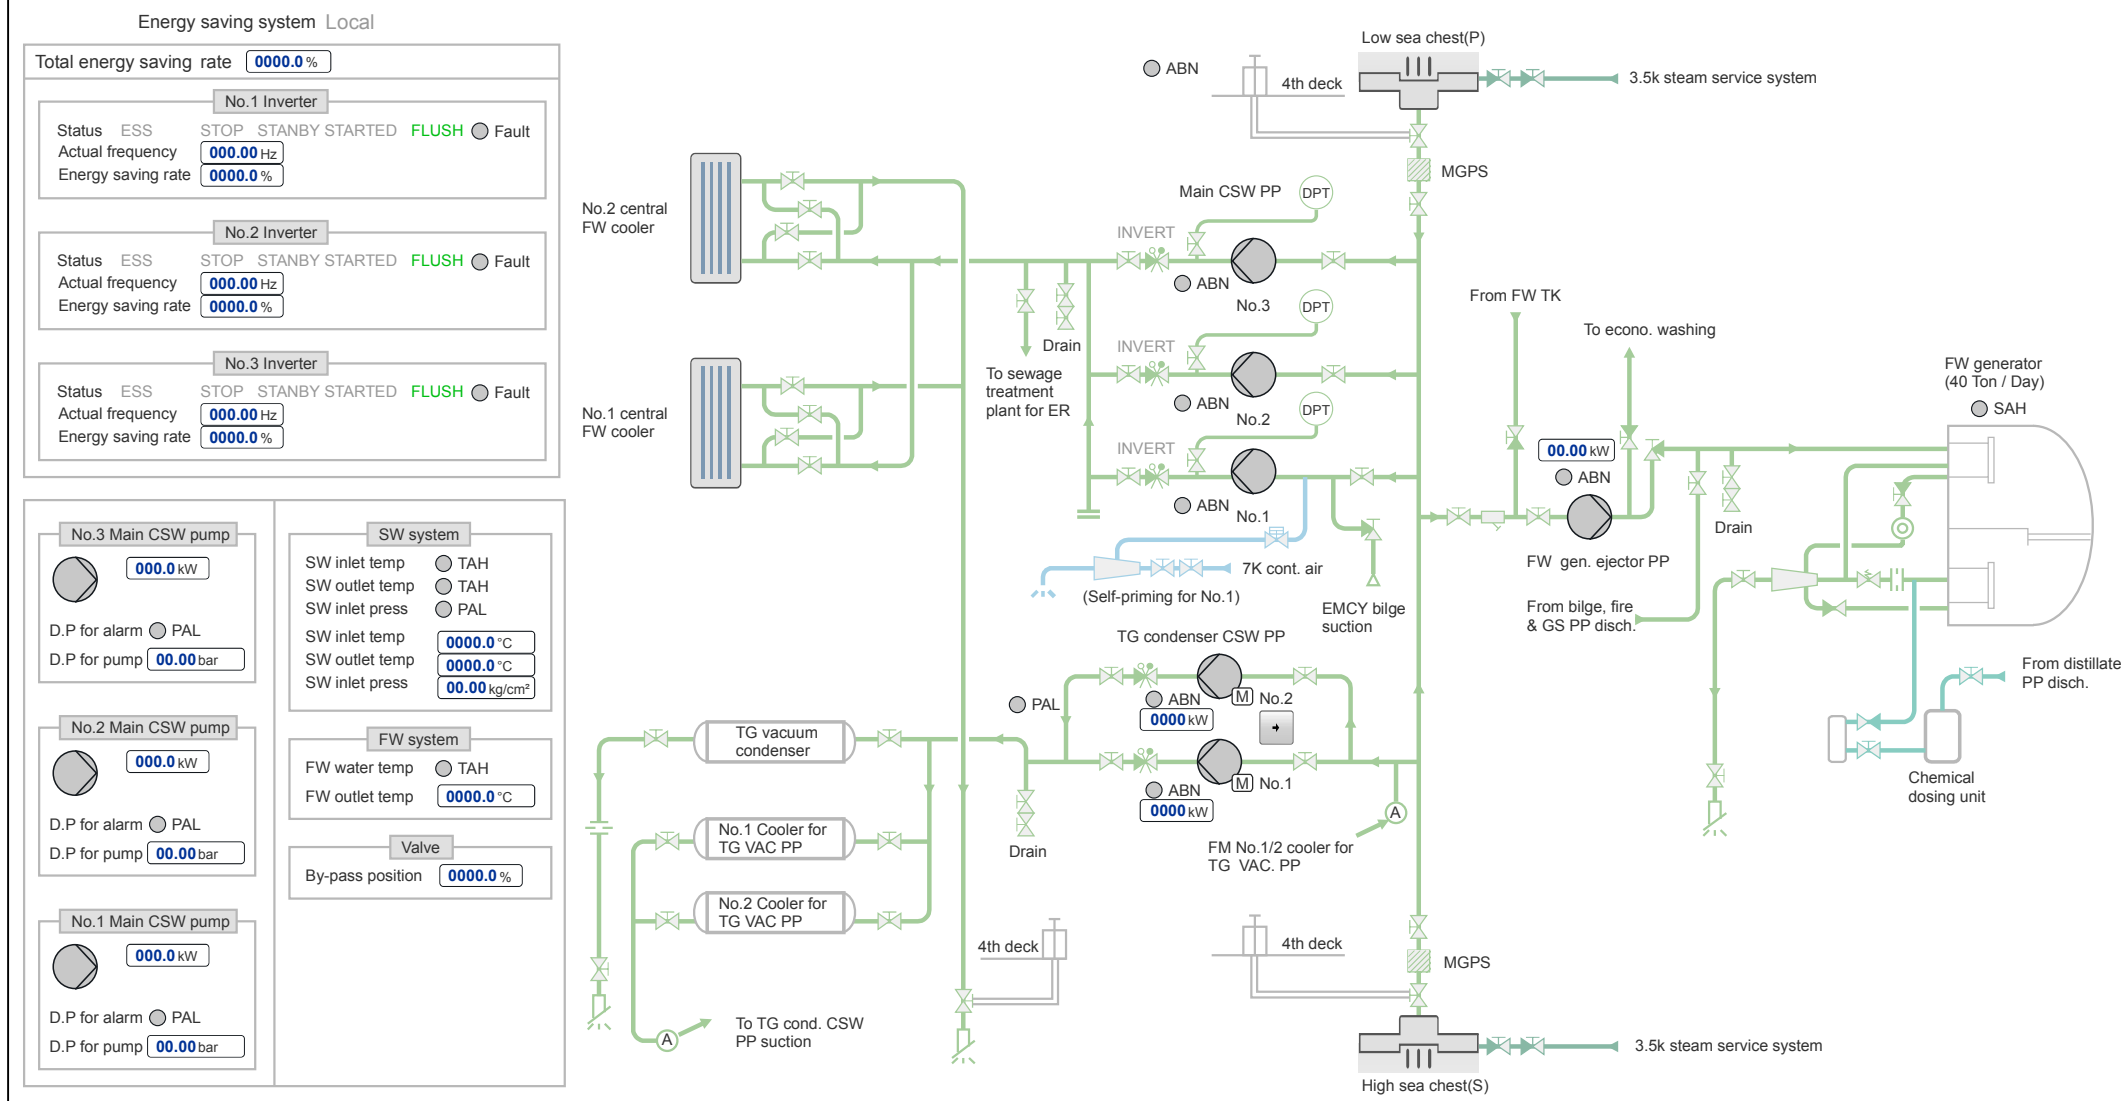 Energy saving system Local
Total energy saving rate 0000.0 %
No.1 Inverter
Status ESS STOP STANBY STARTED FLUSH Fault
Actual frequency 000.00 Hz
Energy saving rate 0000.0 %
No.2 Inverter
Status ESS STOP STANBY STARTED FLUSH Fault
Actual frequency 000.00 Hz
Energy saving rate 0000.0 %
No.3 Inverter
Status ESS STOP STANBY STARTED FLUSH Fault
Actual frequency 000.00 Hz
Energy saving rate 0000.0 %
No.3 Main CSW pump
000.0 kW
D.P for alarm PAL
D.P for pump 00.00 bar
No.2 Main CSW pump
000.0 kW
D.P for alarm PAL
D.P for pump 00.00 bar
No.1 Main CSW pump
000.0 kW
D.P for alarm PAL
D.P for pump 00.00 bar
SW system
SW inlet temp TAH
SW outlet temp TAH
SW inlet press PAL
SW inlet temp 0000.0 °C
SW outlet temp 0000.0 °C
SW inlet press 00.00 kg/cm²
FW system
FW water temp TAH
FW outlet temp 0000.0 °C
Valve
By-pass position 0000.0 %
No.2 central
FW cooler
No.1 central
FW cooler
ABN
4th deck
Low sea chest(P)
3.5k steam service system
MGPS
Main CSW PP
DPT
INVERT
ABN
No.3
DPT
INVERT
ABN
No.2
DPT
INVERT
ABN
No.1
Drain
To sewage
treatment
plant for ER
7K cont. air
(Self-priming for No.1)
EMCY bilge
suction
From FW TK
To econo. washing
00.00 kW
ABN
FW gen. ejector PP
From bilge, fire
& GS PP disch.
Drain
FW generator
(40 Ton / Day)
SAH
From distillate
PP disch.
Chemical
dosing unit
TG condenser CSW PP
PAL
ABN
0000 kW
M No.2
ABN
0000 kW
M No.1
A
FM No.1/2 cooler for
TG VAC. PP
Drain
TG vacuum
condenser
No.1 Cooler for
TG VAC PP
No.2 Cooler for
TG VAC PP
A
To TG cond. CSW
PP suction
4th deck
4th deck
MGPS
3.5k steam service system
High sea chest(S)